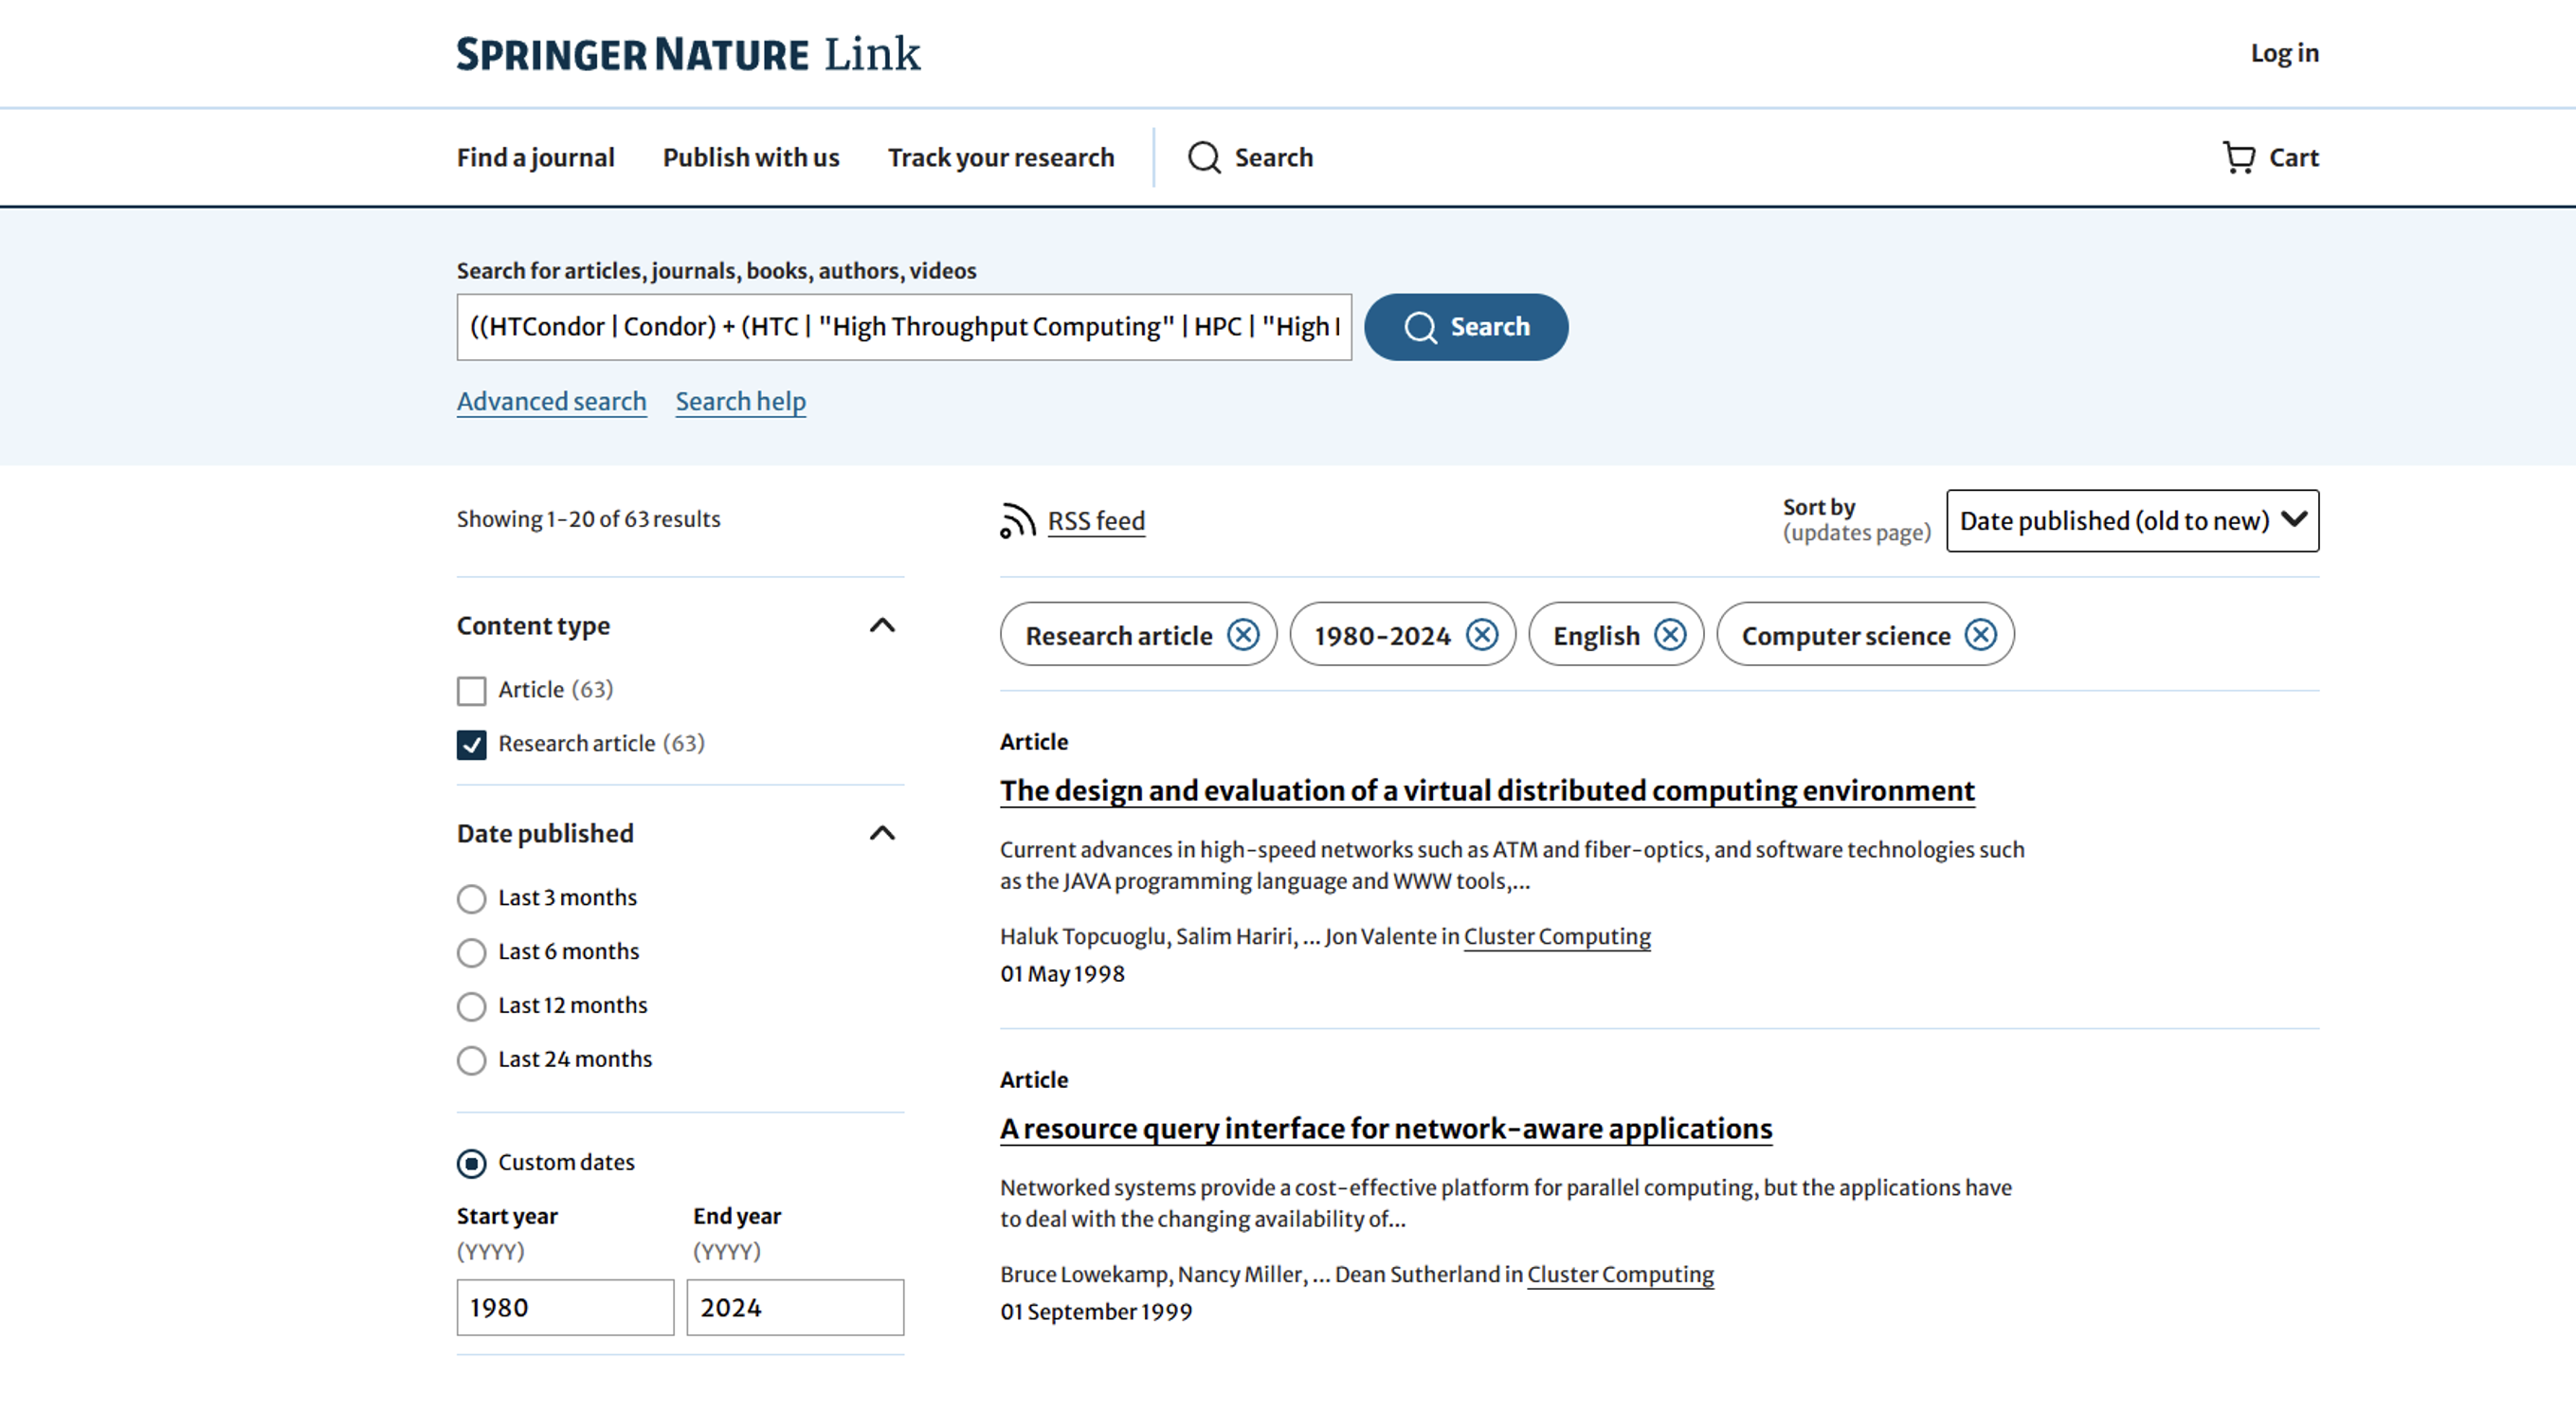 SPRINGER NATURE Link
Log in
Find a journal
Publish with us
Track your research
Search
Cart
Search for articles, journals, books, authors, videos
((HTCondor | Condor) + (HTC | "High Throughput Computing" | HPC | "High
Search
Advanced search
Search help
Showing 1-20 of 63 results
RSS feed
Sort by
(updates page)
Date published (old to new)
Content type
Article (63)
Research article (63)
Date published
Last 3 months
Last 6 months
Last 12 months
Last 24 months
Custom dates
Start year
(YYYY)
1980
End year
(YYYY)
2024
Research article
1980-2024
English
Computer science
Article
The design and evaluation of a virtual distributed computing environment
Current advances in high-speed networks such as ATM and fiber-optics, and software technologies such
as the JAVA programming language and WWW tools,...
Haluk Topcuoglu, Salim Hariri, ... Jon Valente in Cluster Computing
01 May 1998
Article
A resource query interface for network-aware applications
Networked systems provide a cost-effective platform for parallel computing, but the applications have
to deal with the changing availability of...
Bruce Lowekamp, Nancy Miller, ... Dean Sutherland in Cluster Computing
01 September 1999